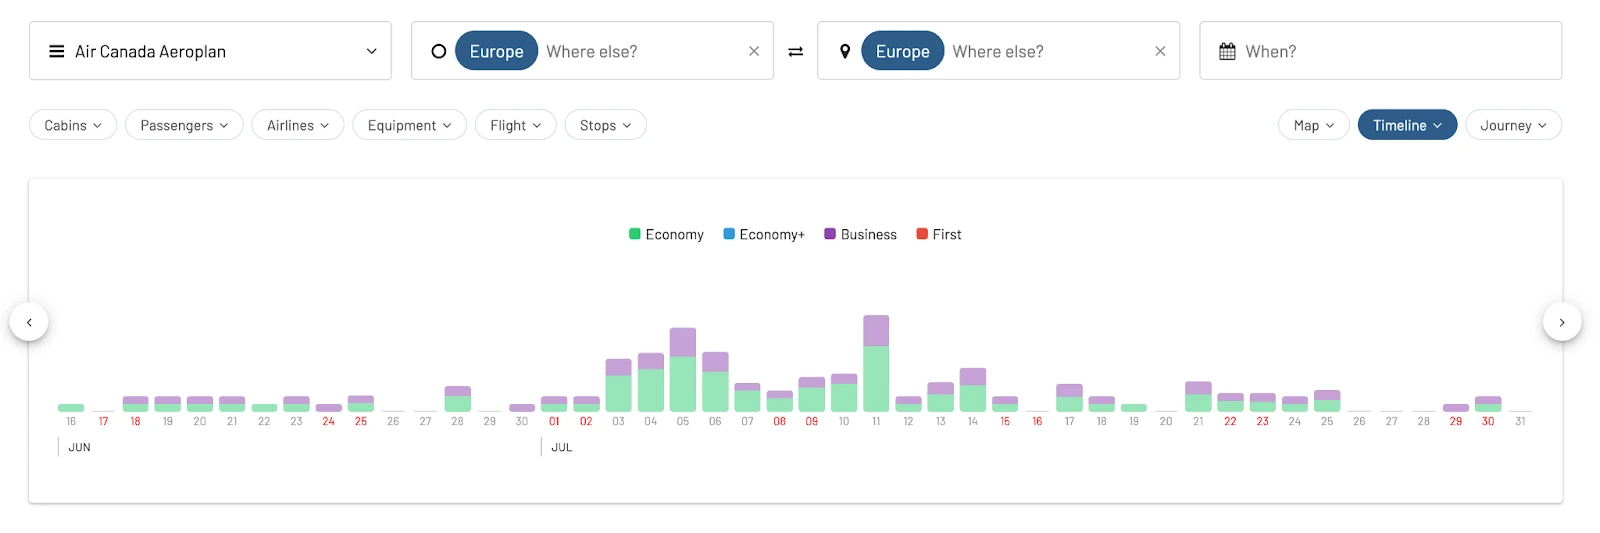 Air Canada Aeroplan Europe Where else? Europe Where else? When?
Cabins Passengers Airlines Equipment Flight Stops Map Timeline Journey
Economy Economy+ Business First
16 17 18 19 20 21 22 23 24 25 26 27 28 29 30 01 02 03 04 05 06 07 08 09 10 11 12 13 14 15 16 17 18 19 20 21 22 23 24 25 26 27 28 29 30 31
JUN JUL